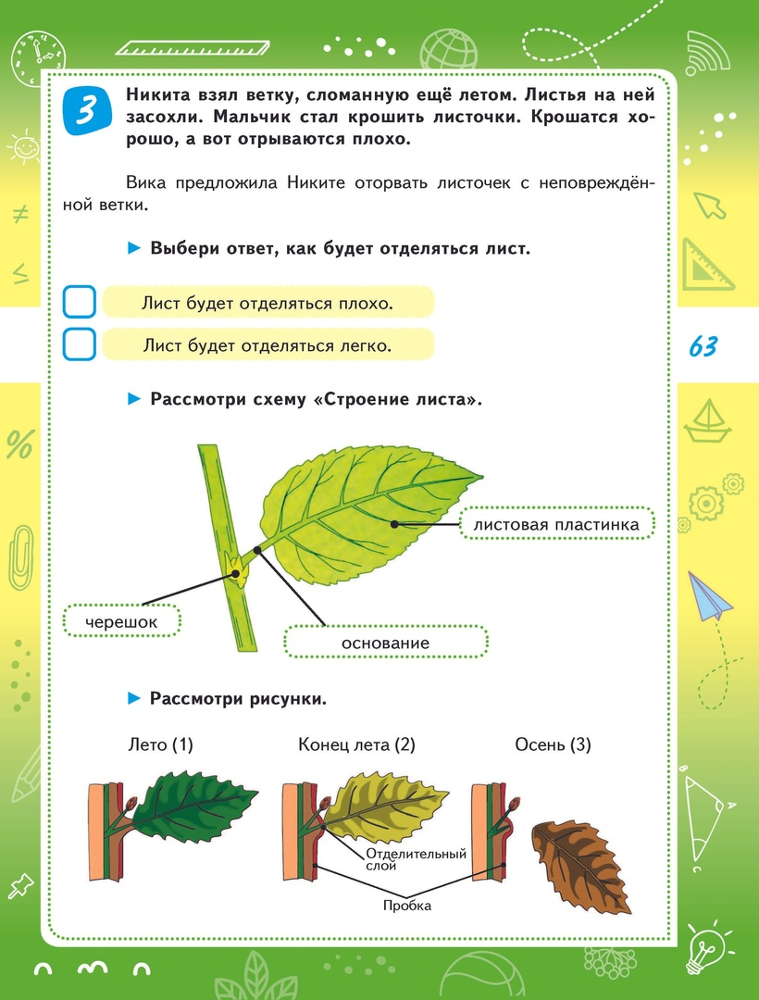 3
Никита взял ветку, сломанную ещё летом. Листья на ней
засохли. Мальчик стал крошить листочки. Крошатся хо-
рошо, а вот отрываются плохо.
Вика предложила Никите оторвать листочек с неповреждён-
ной ветки.
► Выбери ответ, как будет отделяться лист.
Лист будет отделяться плохо.
Лист будет отделяться легко.
63
► Рассмотри схему «Строение листа».
листовая пластинка
черешок
основание
► Рассмотри рисунки.
Лето (1) Конец лета (2) Осень (3)
Отделительный
слой
Пробка
≠
≤
%
B
A
C